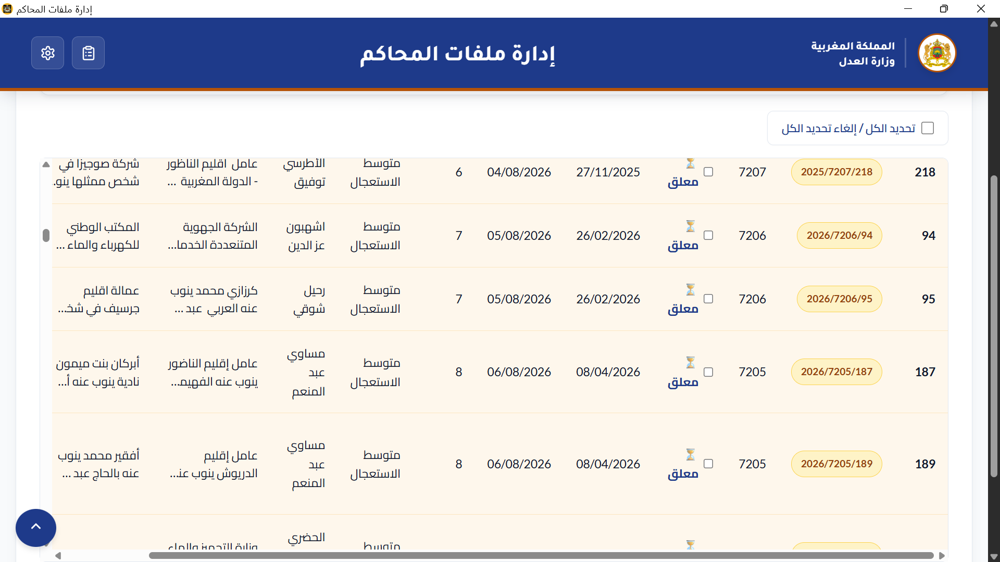 إدارة ملفات المحاكم
المملكة المغربية
وزارة العدل
إدارة ملفات المحاكم
تحديد الكل / إلغاء تحديد الكل
218 2025/7207/218 7207 ⏳ معلق 27/11/2025 04/08/2026 6 متوسط الاستعجال الأطرسي توفيق عامل اقليم الناظور - الدولة المغربية ... شركة صوجيزا في شخص ممثلها ينو...
94 2026/7206/94 7206 ⏳ معلق 26/02/2026 05/08/2026 7 متوسط الاستعجال اشهبون عز الدين الشركة الجهوية المتنعددة الخدما... المكتب الوطني للكهرباء والماء ...
95 2026/7206/95 7206 ⏳ معلق 26/02/2026 05/08/2026 7 متوسط الاستعجال رحيل شوقي كرزازي محمد ينوب عنه العربي عبد ... عمالة اقليم جرسيف في شخـ...
187 2026/7205/187 7205 ⏳ معلق 08/04/2026 06/08/2026 8 متوسط الاستعجال مساوي عبد المنعم عامل إقليم الناضور ينوب عنه الفهيمـ... أبركان بنت ميمون نادية ينوب عنه أ...
189 2026/7205/189 7205 ⏳ معلق 08/04/2026 06/08/2026 8 متوسط الاستعجال مساوي عبد المنعم عامل إقليم الدريوش ينوب عنـ... أفقير محمد ينوب عنه بالحاج عبد ...
⏳ متوسط الحضري وزارة التجهيز والماء